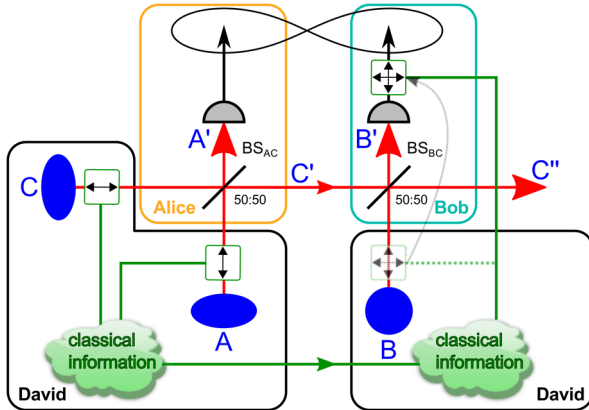 A'
BS_AC
B'
BS_BC
C
C'
C''
50:50
50:50
Alice
Bob
A
B
classical
information
classical
information
David
David